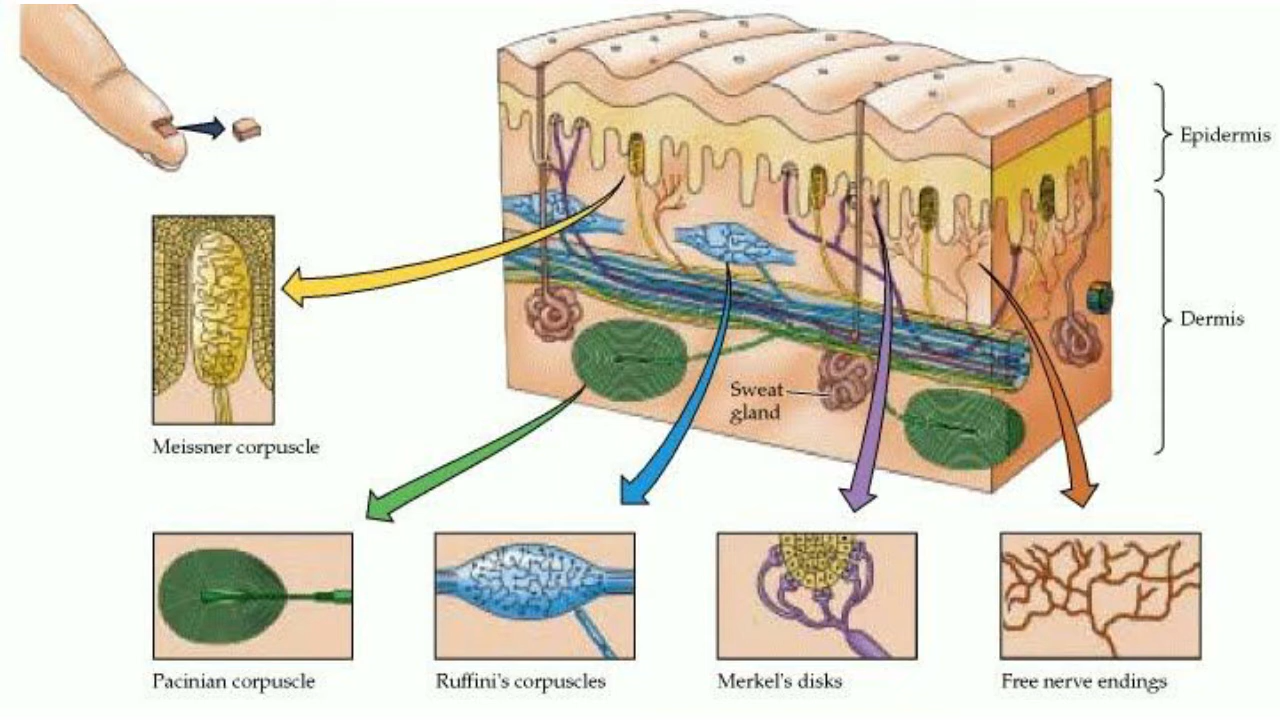 Epidermis
Dermis
Sweat
gland
Meissner corpuscle
Pacinian corpuscle
Ruffini's corpuscles
Merkel's disks
Free nerve endings